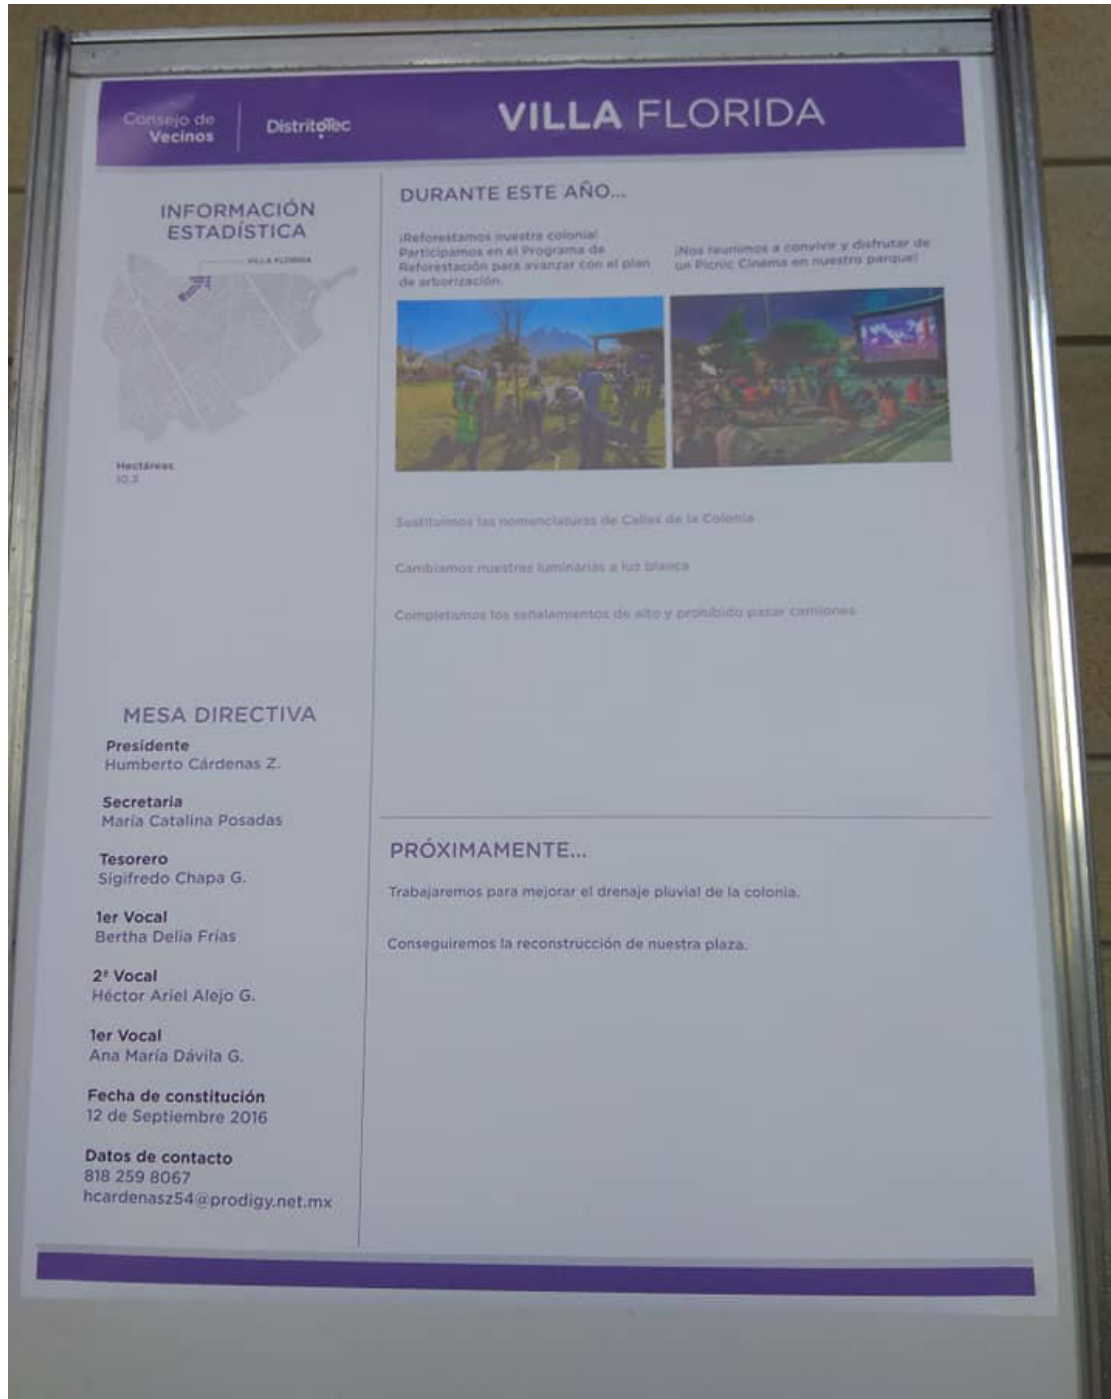 Consejo de
Vecinos
DistritoTec
VILLA FLORIDA
INFORMACIÓN
ESTADÍSTICA
VILLA FLORIDA
Hectáreas
10.3
MESA DIRECTIVA
Presidente
Humberto Cárdenas Z.
Secretaria
María Catalina Posadas
Tesorero
Sigifredo Chapa G.
1er Vocal
Bertha Delia Frías
2ª Vocal
Héctor Ariel Alejo G.
1er Vocal
Ana María Dávila G.
Fecha de constitución
12 de Septiembre 2016
Datos de contacto
818 259 8067
hcardenasz54@prodigy.net.mx
DURANTE ESTE AÑO...
¡Reforestamos nuestra colonia!
Participamos en el Programa de
Reforestación para avanzar con el plan
de arborización.
¡Nos reunimos a convivir y disfrutar de
un Picnic Cinema en nuestro parque!
Sustituimos las nomenclaturas de Calles de la Colonia
Cambiamos nuestras luminarias a luz blanca
Completamos los señalamientos de alto y prohibido pasar camiones
PRÓXIMAMENTE...
Trabajaremos para mejorar el drenaje pluvial de la colonia.
Conseguiremos la reconstrucción de nuestra plaza.